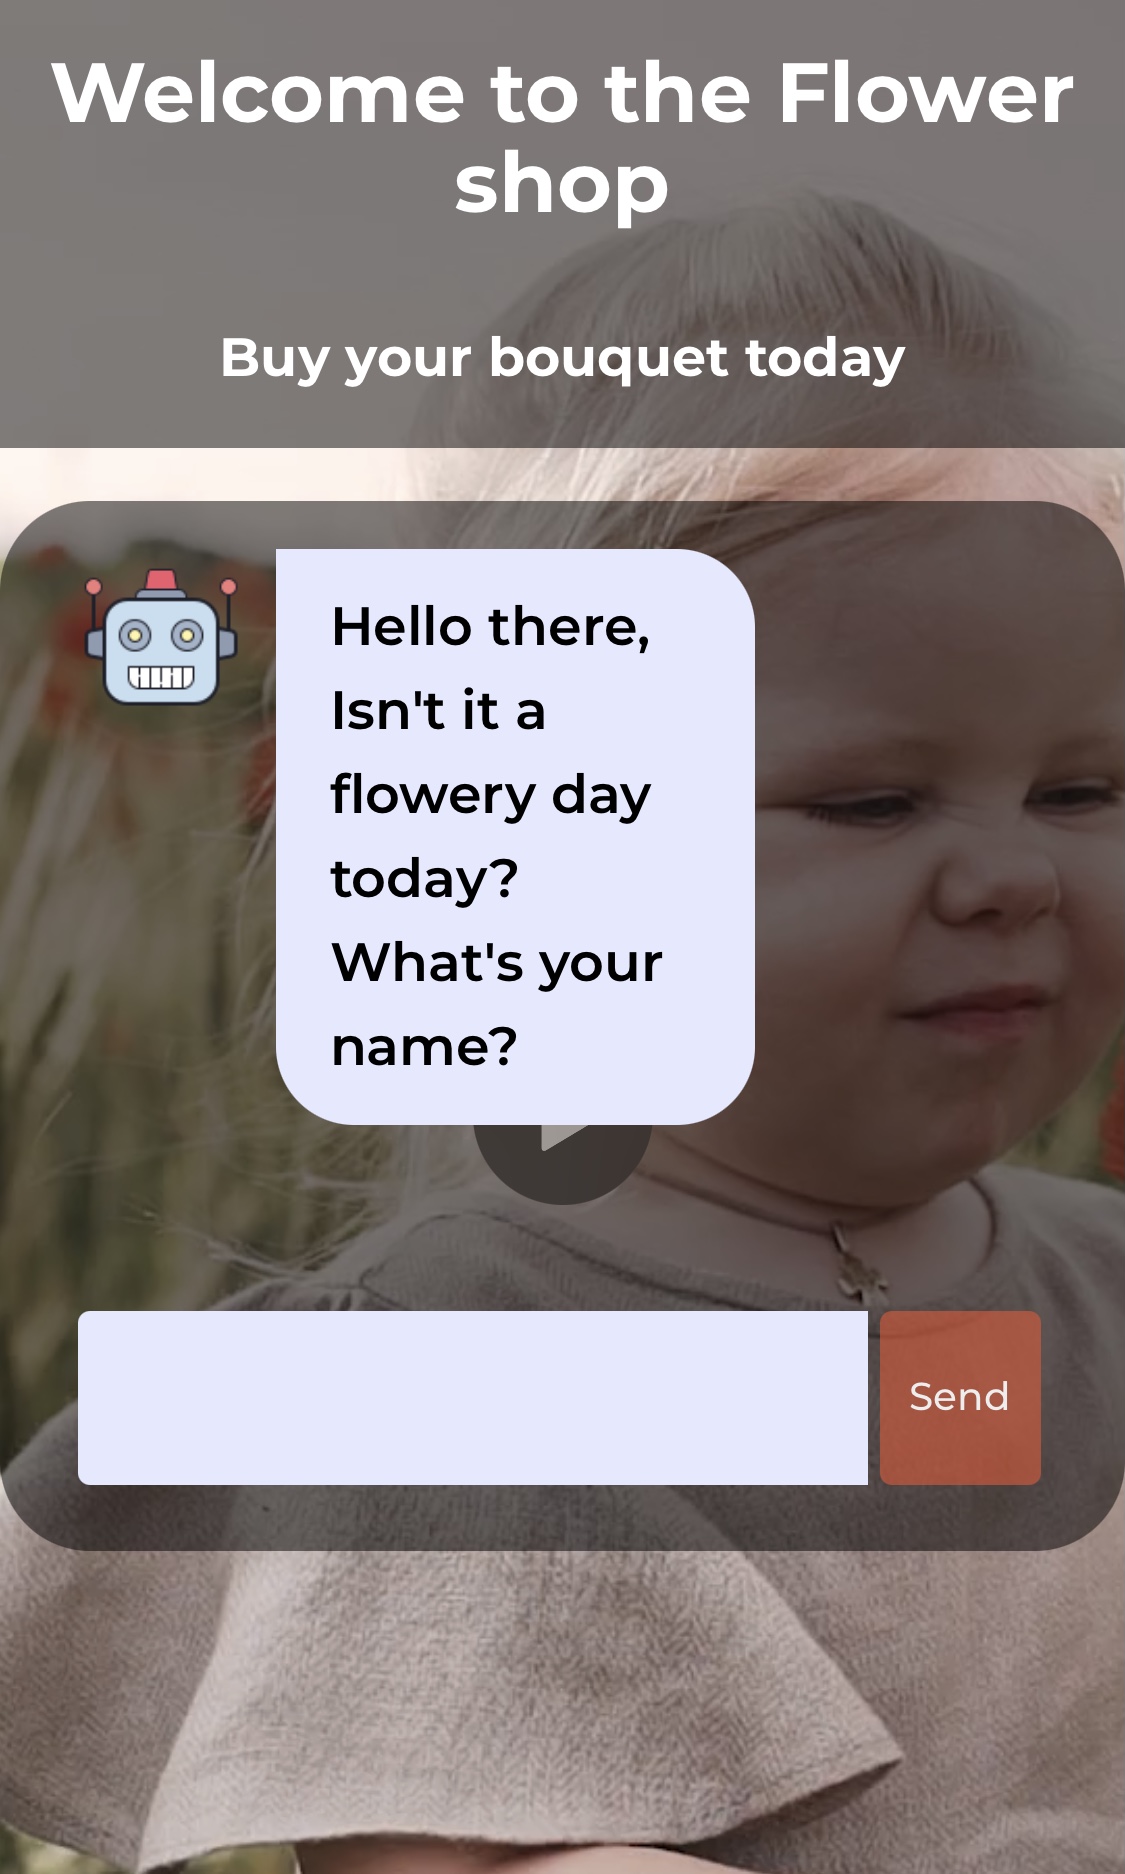 Welcome to the Flower
shop
Buy your bouquet today
Hello there,
Isn't it a
flowery day
today?
What's your
name?
Send